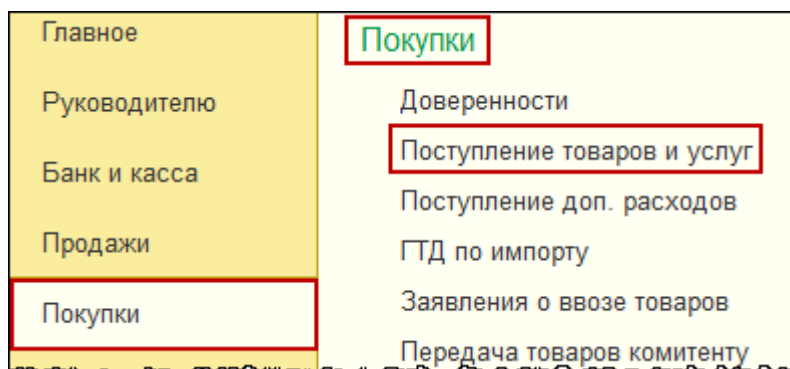 Главное
Руководителю
Банк и касса
Продажи
Покупки
Покупки
Доверенности
Поступление товаров и услуг
Поступление доп. расходов
ГТД по импорту
Заявления о ввозе товаров
Передача товаров комитенту